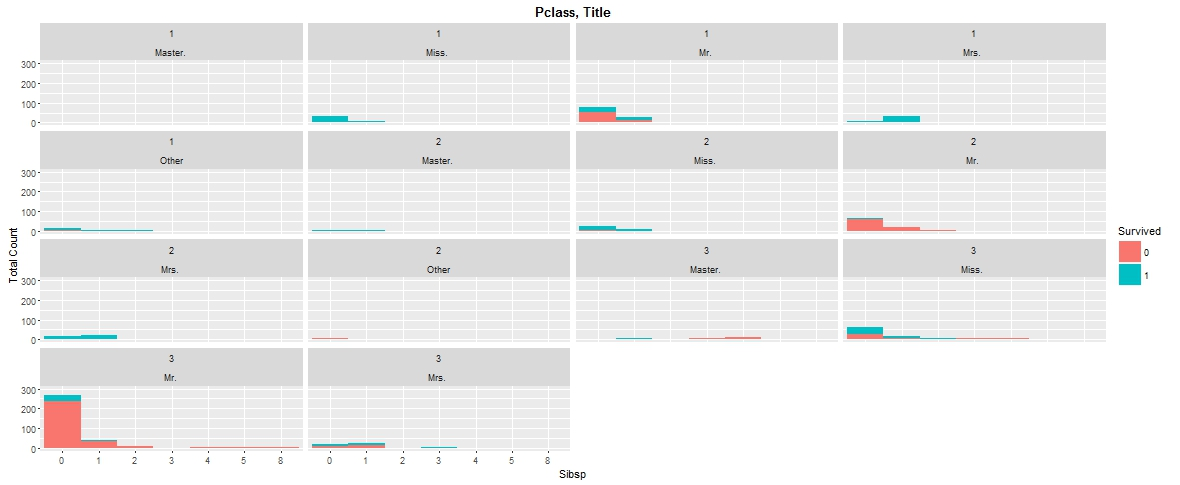 Pclass, Title
1 1 1 1
Master. Miss. Mr. Mrs.
300
200
100
0
1 2 2 2
Other Master. Miss. Mr.
300
200
100
0
2 2 3 3
Mrs. Other Master. Miss.
300
200
100
0
3 3
Mr. Mrs.
300
200
100
0
0 1 2 3 4 5 8 0 1 2 3 4 5 8
Sibsp
Total Count
Survived
0
1